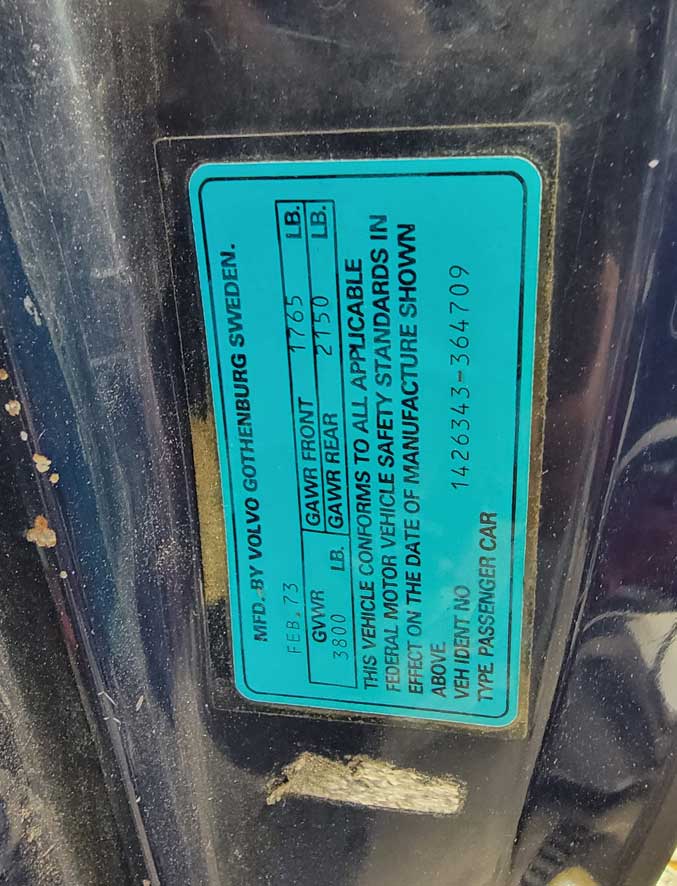 MFD. BY VOLVO GOTHENBURG SWEDEN.
FEB.73
GVWR GAWR FRONT 1765 LB.
3800 LB. GAWR REAR 2150 LB.
THIS VEHICLE CONFORMS TO ALL APPLICABLE
FEDERAL MOTOR VEHICLE SAFETY STANDARDS IN
EFFECT ON THE DATE OF MANUFACTURE SHOWN
ABOVE
VEH IDENT NO 1426343-364709
TYPE PASSENGER CAR